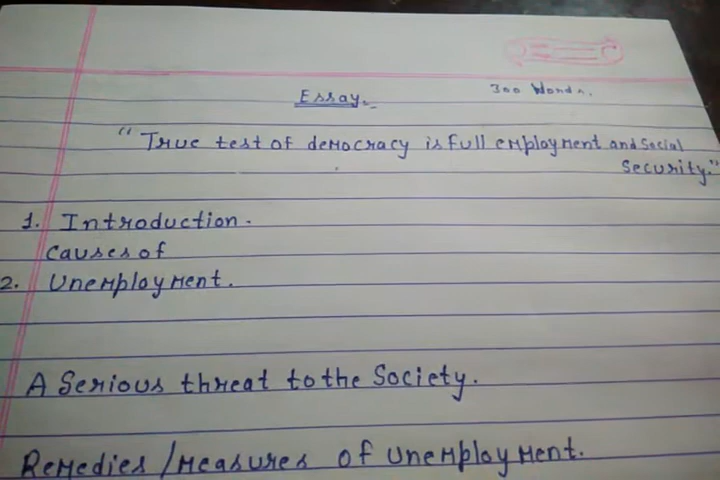 Essay.
300 Words.
"True test of democracy is full employment and Social
Security."
1. Introduction.
Causes of
2. Unemployment.
A Serious threat to the Society.
Remedies/measures of unemployment.